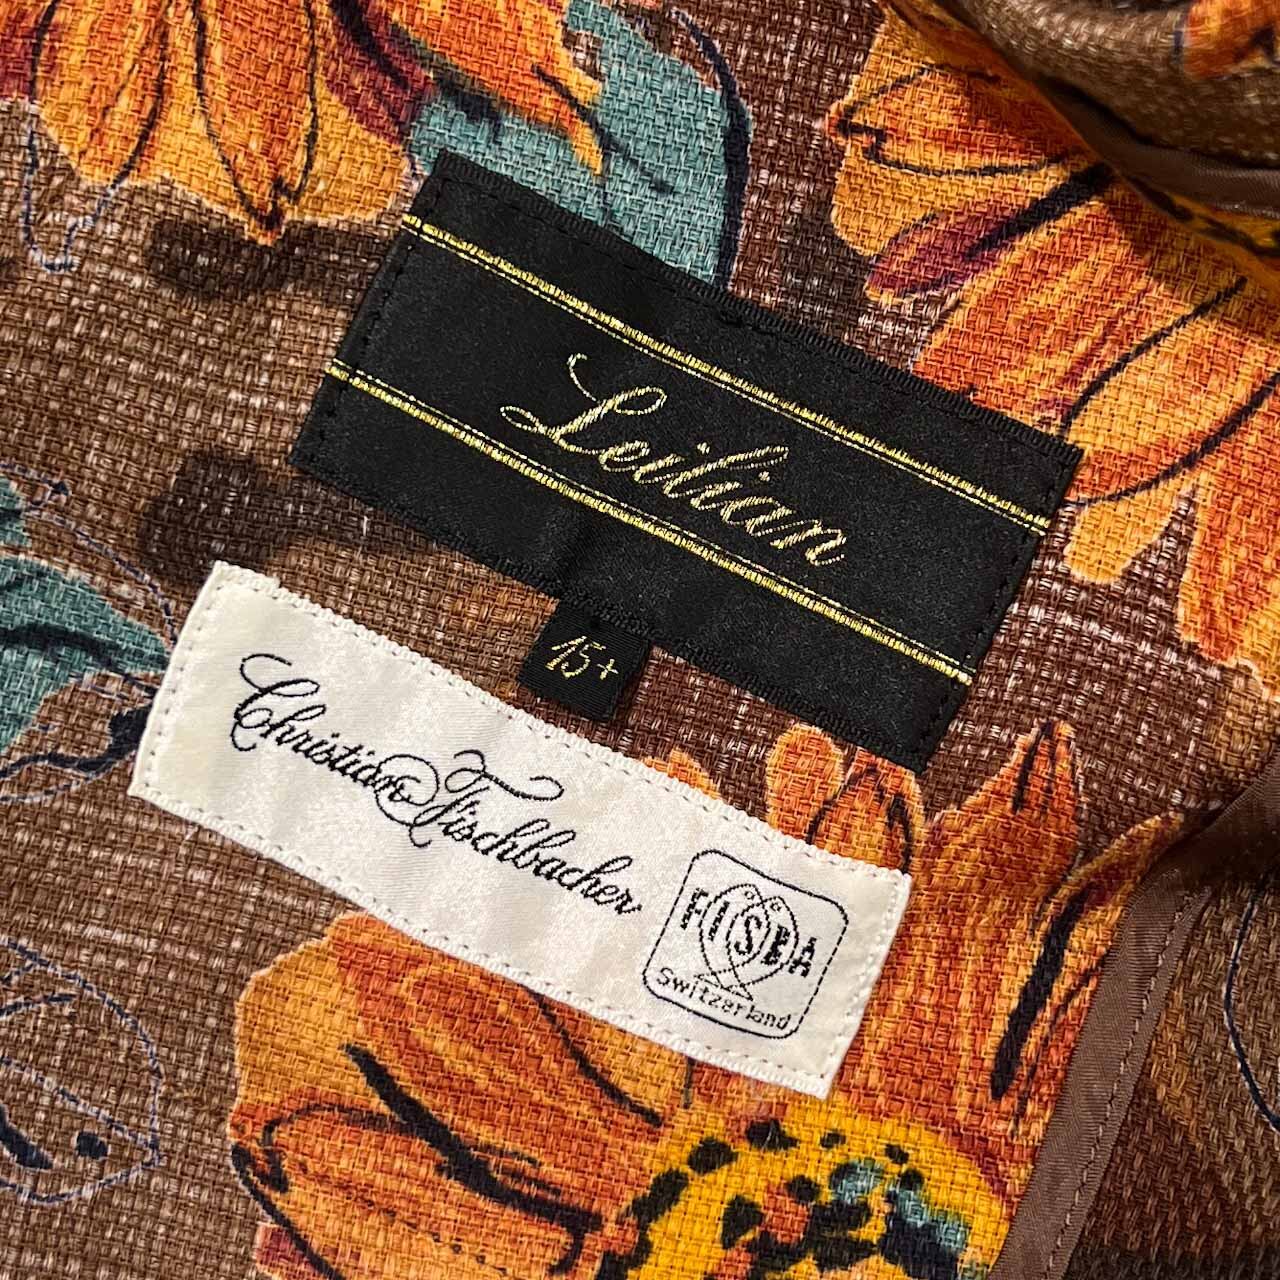 Leilian
15+
Christian Fischbacher
FISBA
Switzerland